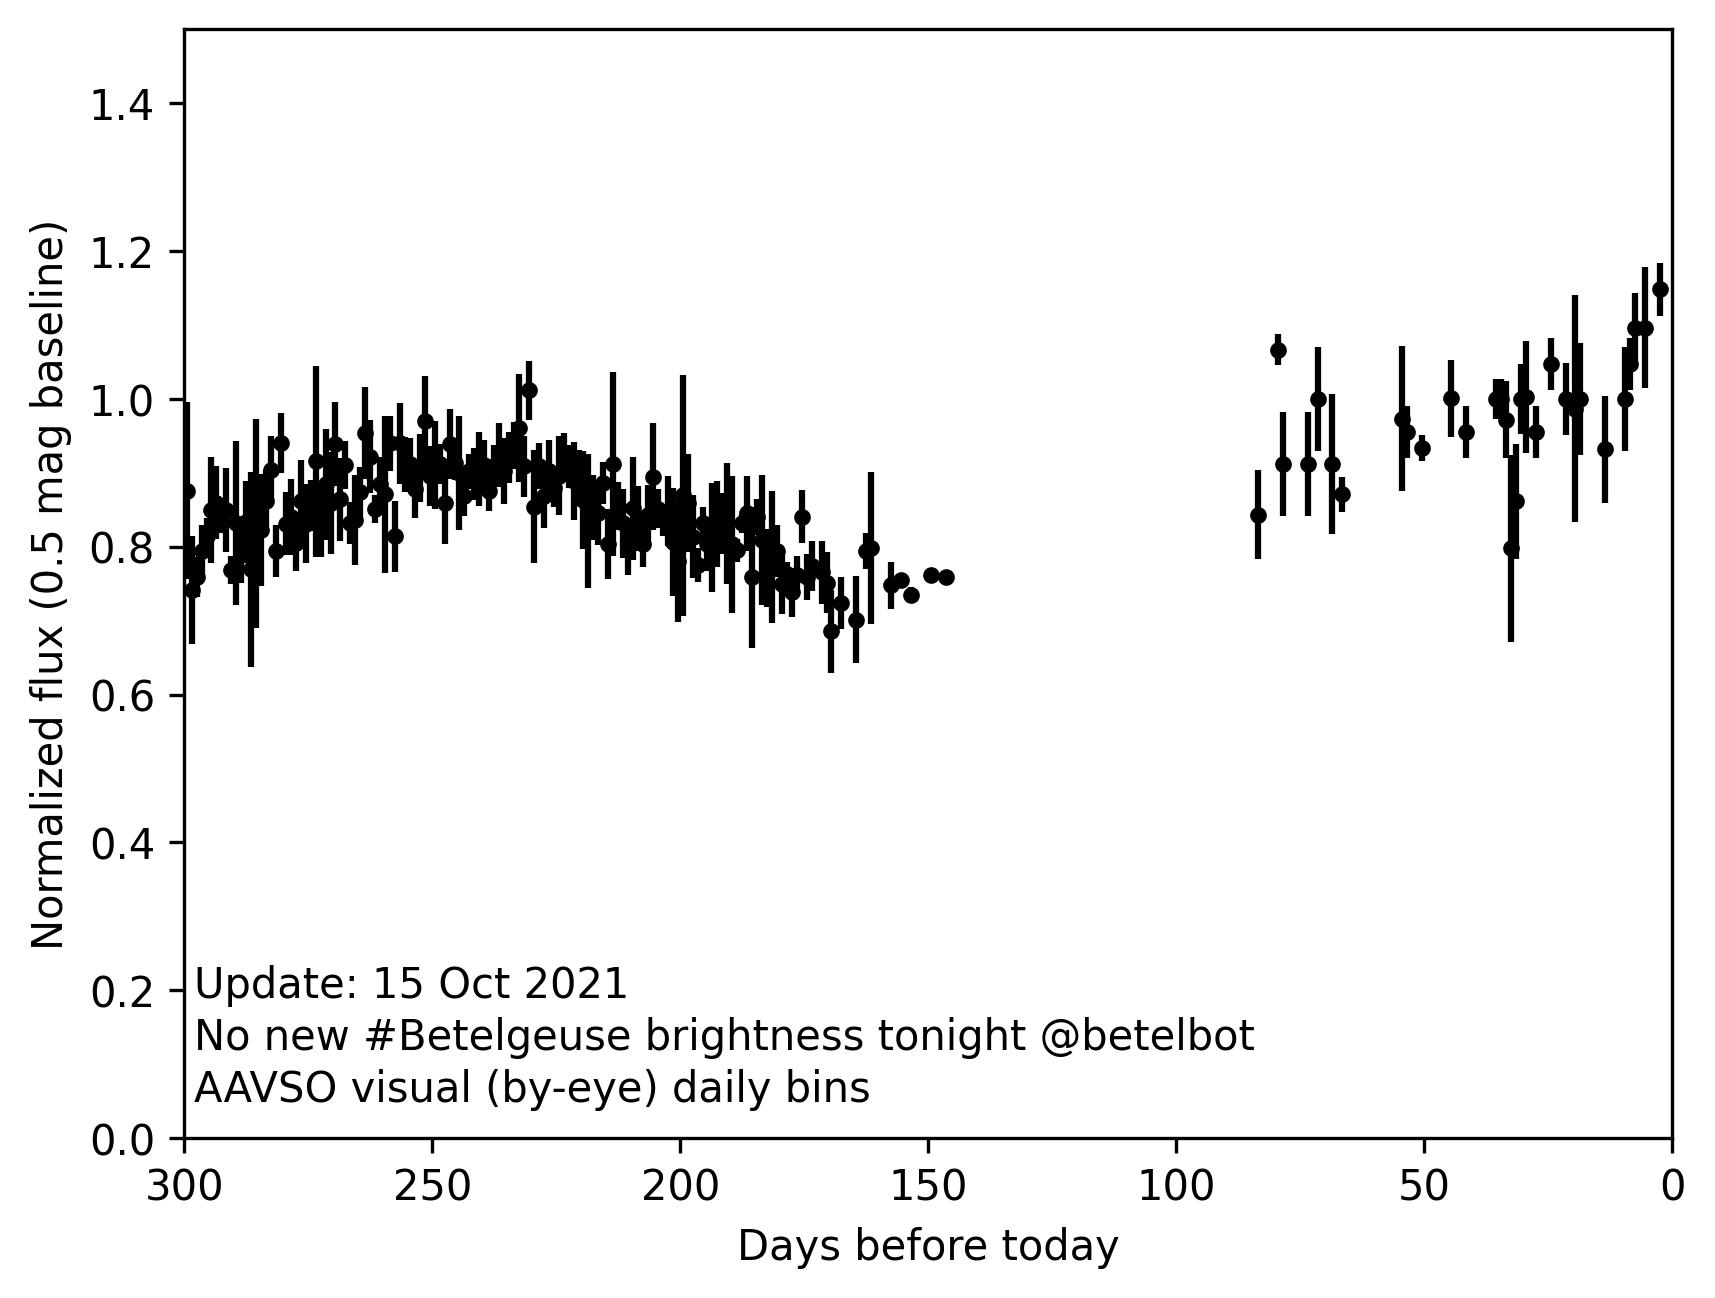 Normalized flux (0.5 mag baseline)
1.4
1.2
1.0
0.8
0.6
0.4
0.2
0.0
Update: 15 Oct 2021
No new #Betelgeuse brightness tonight @betelbot
AAVSO visual (by-eye) daily bins
300 250 200 150 100 50 0
Days before today